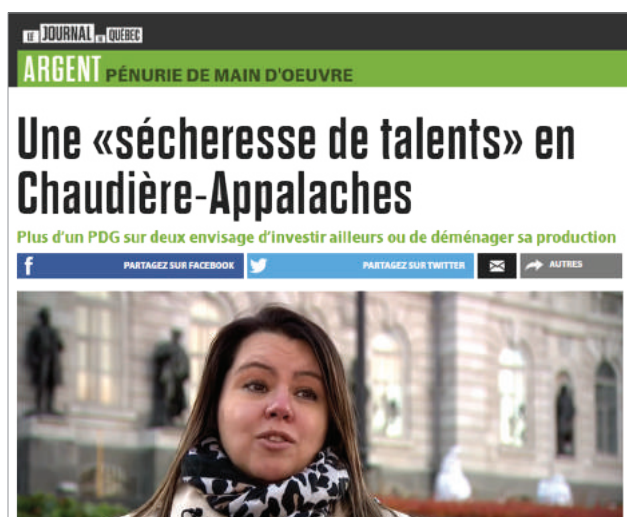 LE JOURNAL DE QUÉBEC
ARGENT PÉNURIE DE MAIN D'OEUVRE
Une «sécheresse de talents» en
Chaudière-Appalaches
Plus d'un PDG sur deux envisage d'investir ailleurs ou de déménager sa production
f PARTAGEZ SUR FACEBOOK PARTAGEZ SUR TWITTER AUTRES